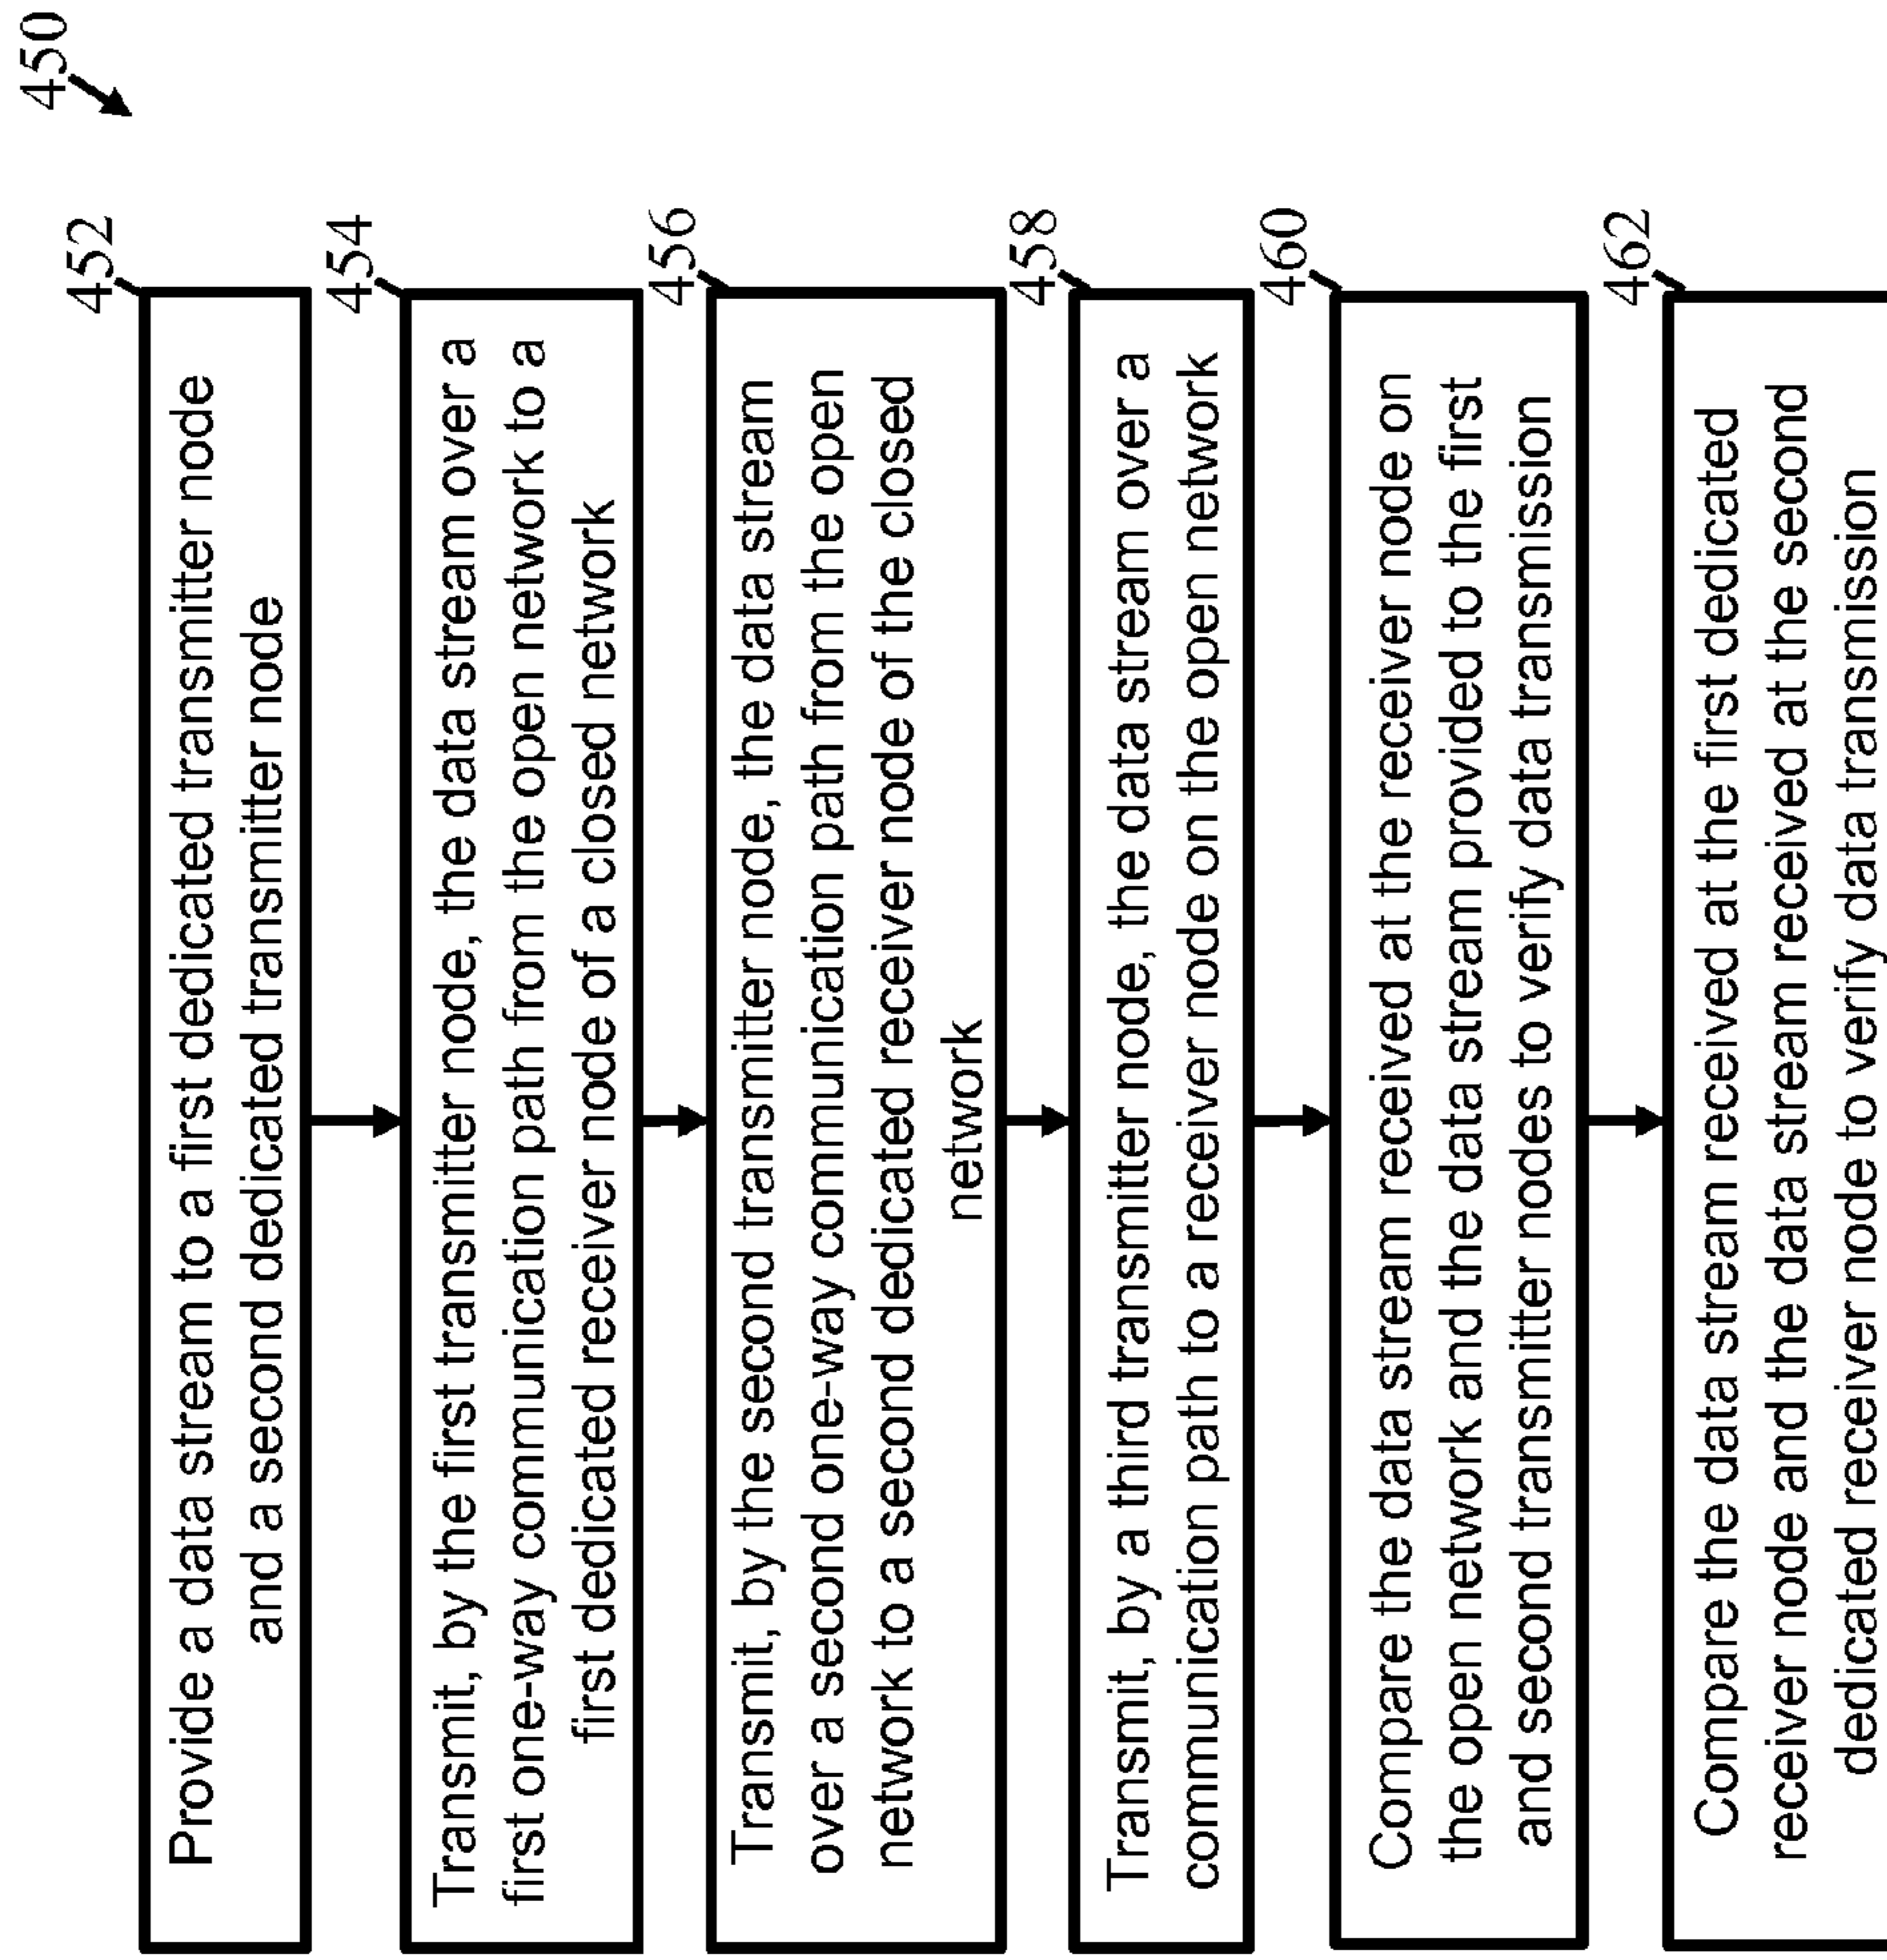 450
452
Provide a data stream to a first dedicated transmitter node
and a second dedicated transmitter node
454
Transmit, by the first transmitter node, the data stream over a
first one-way communication path from the open network to a
first dedicated receiver node of a closed network
456
Transmit, by the second transmitter node, the data stream
over a second one-way communication path from the open
network to a second dedicated receiver node of the closed
network
458
Transmit, by a third transmitter node, the data stream over a
communication path to a receiver node on the open network
460
Compare the data stream received at the receiver node on
the open network and the data stream provided to the first
and second transmitter nodes to verify data transmission
462
Compare the data stream received at the first dedicated
receiver node and the data stream received at the second
dedicated receiver node to verify data transmission